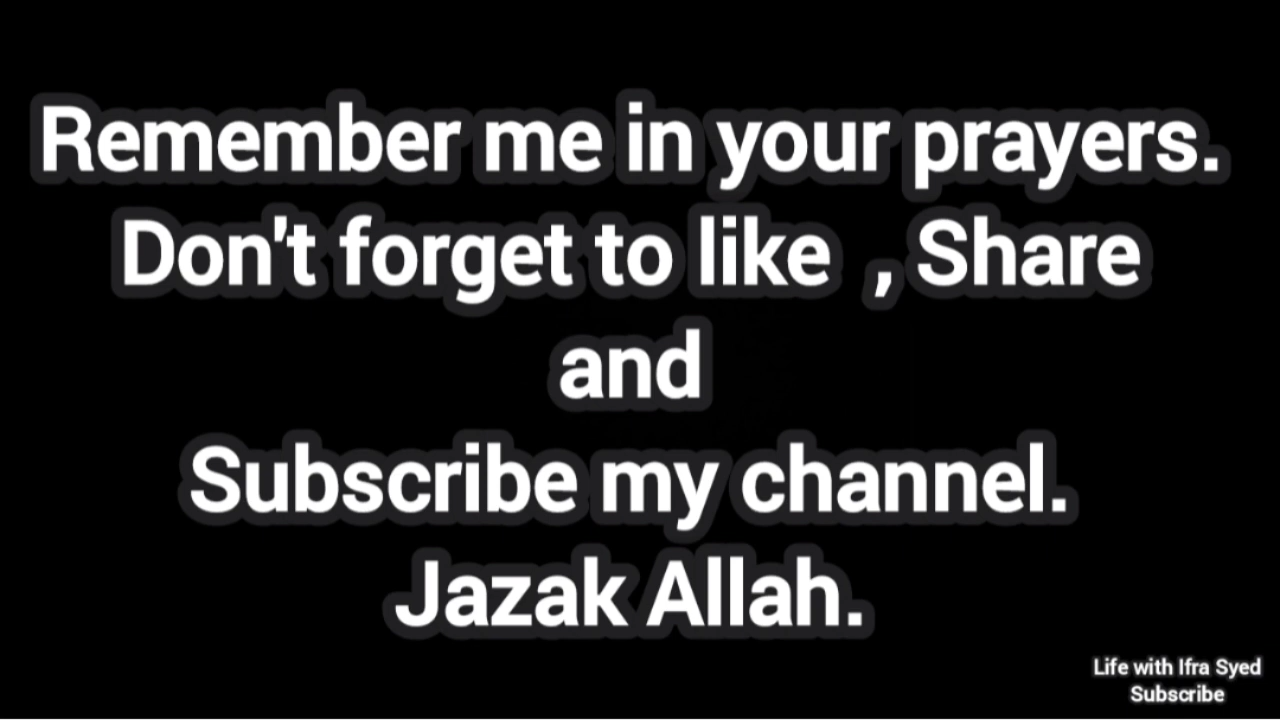 Remember me in your prayers.
Don't forget to like , Share
and
Subscribe my channel.
Jazak Allah.
Life with Ifra Syed
Subscribe